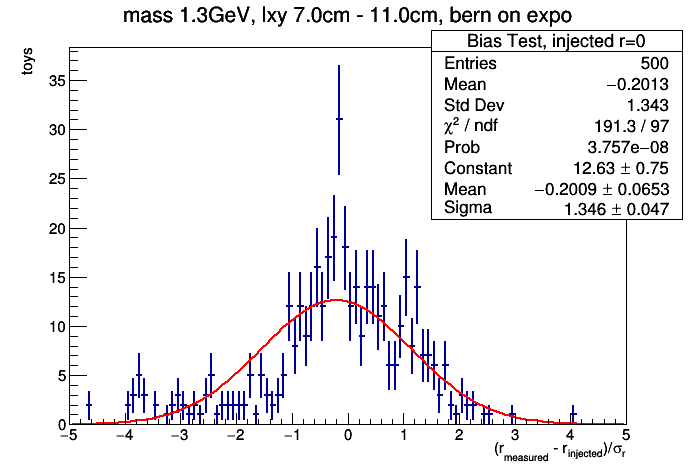 mass 1.3GeV, lxy 7.0cm - 11.0cm, bern on expo
toys
Bias Test, injected r=0
Entries 500
Mean −0.2013
Std Dev 1.343
χ² / ndf 191.3 / 97
Prob 3.757e−08
Constant 12.63 ± 0.75
Mean −0.2009 ± 0.0653
Sigma 1.346 ± 0.047
35
30
25
20
15
10
5
0
−5 −4 −3 −2 −1 0 1 2 3 4 5
(r_measured - r_injected)/σ_r